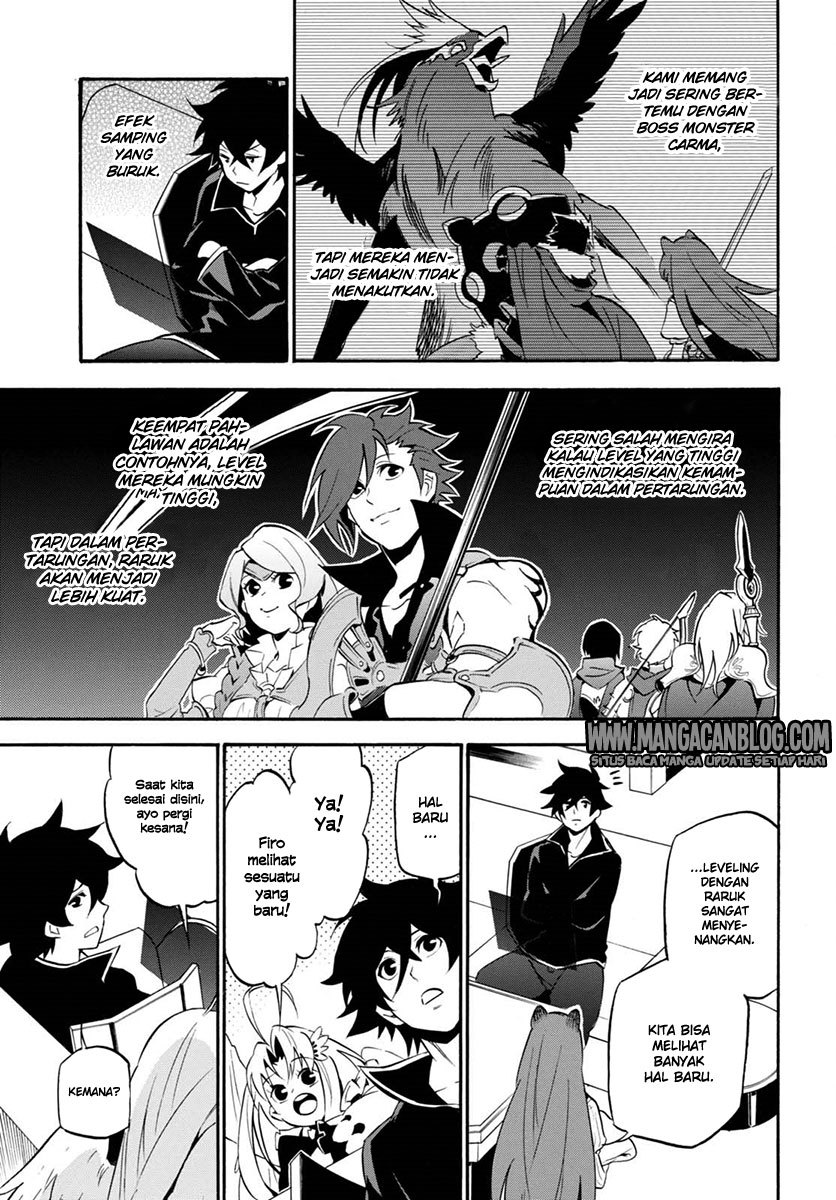 KAMI MEMANG
JADI SERING BER-
TEMU DENGAN
BOSS MONSTER
CARMA,
TAPI MEREKA MEN-
JADI SEMAKIN TIDAK
MENAKUTKAN.
EFEK
SAMPING
YANG
BURUK.
SERING SALAH MENGIRA
KALAU LEVEL YANG TINGGI
MENGINDIKASIKAN KEMAM-
PUAN DALAM PERTARUNGAN.
KEEMPAT PAH-
LAWAN ADALAH
CONTOHNYA, LEVEL
MEREKA MUNGKIN
TINGGI,
TAPI DALAM PER-
TARUNGAN, RARUK
AKAN MENJADI
LEBIH KUAT.
WWW.MANGACANBLOG.COM
SITUS BACA MANGA UPDATE SETIAP HARI
...LEVELING
DENGAN
RARUK
SANGAT
MENYE-
NANGKAN.
KITA BISA
MELIHAT
BANYAK
HAL BARU.
HAL
BARU
...
Ya!
Ya!
Firo
melihat
sesuatu
yang
baru!
Saat kita
selesai disini,
ayo pergi
kesana!
KEMANA?